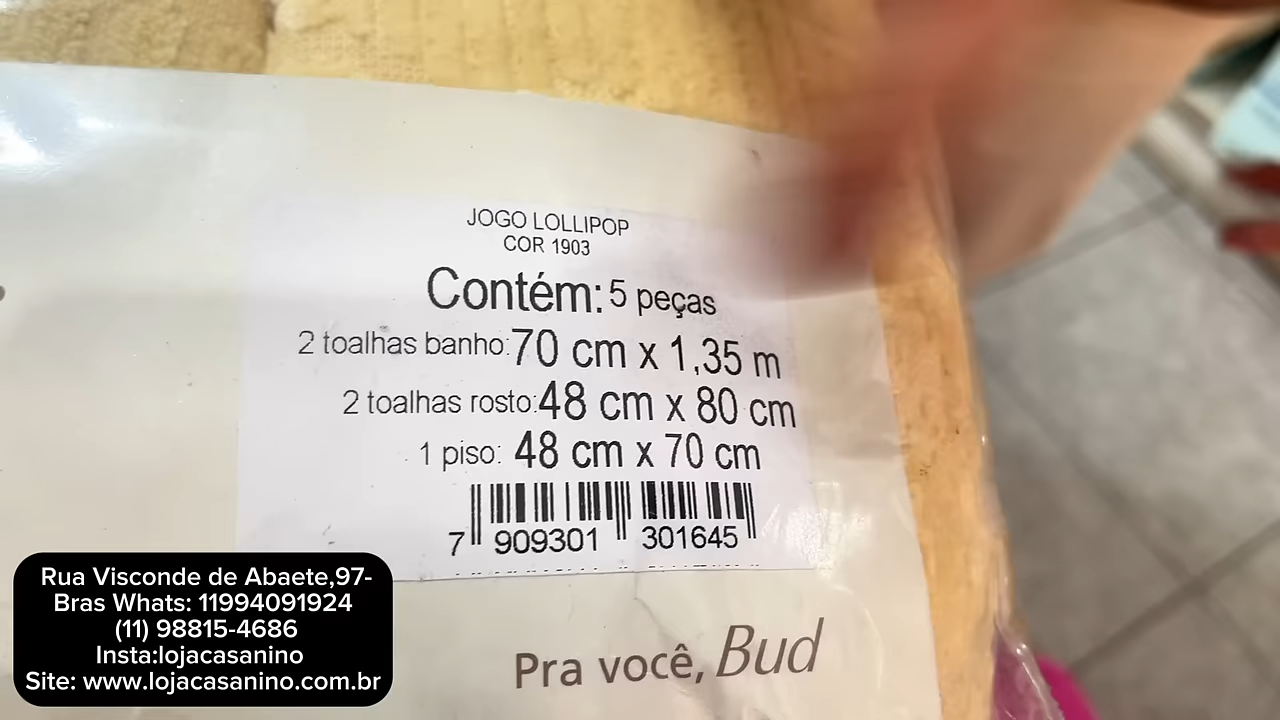 JOGO LOLLIPOP
COR 1903
Contém: 5 peças
2 toalhas banho: 70 cm x 1,35 m
2 toalhas rosto: 48 cm x 80 cm
1 piso: 48 cm x 70 cm
7 909301 301645
Pra você, Bud
Rua Visconde de Abaete,97-
Bras Whats: 11994091924
(11) 98815-4686
Insta:lojacasanino
Site: www.lojacasanino.com.br